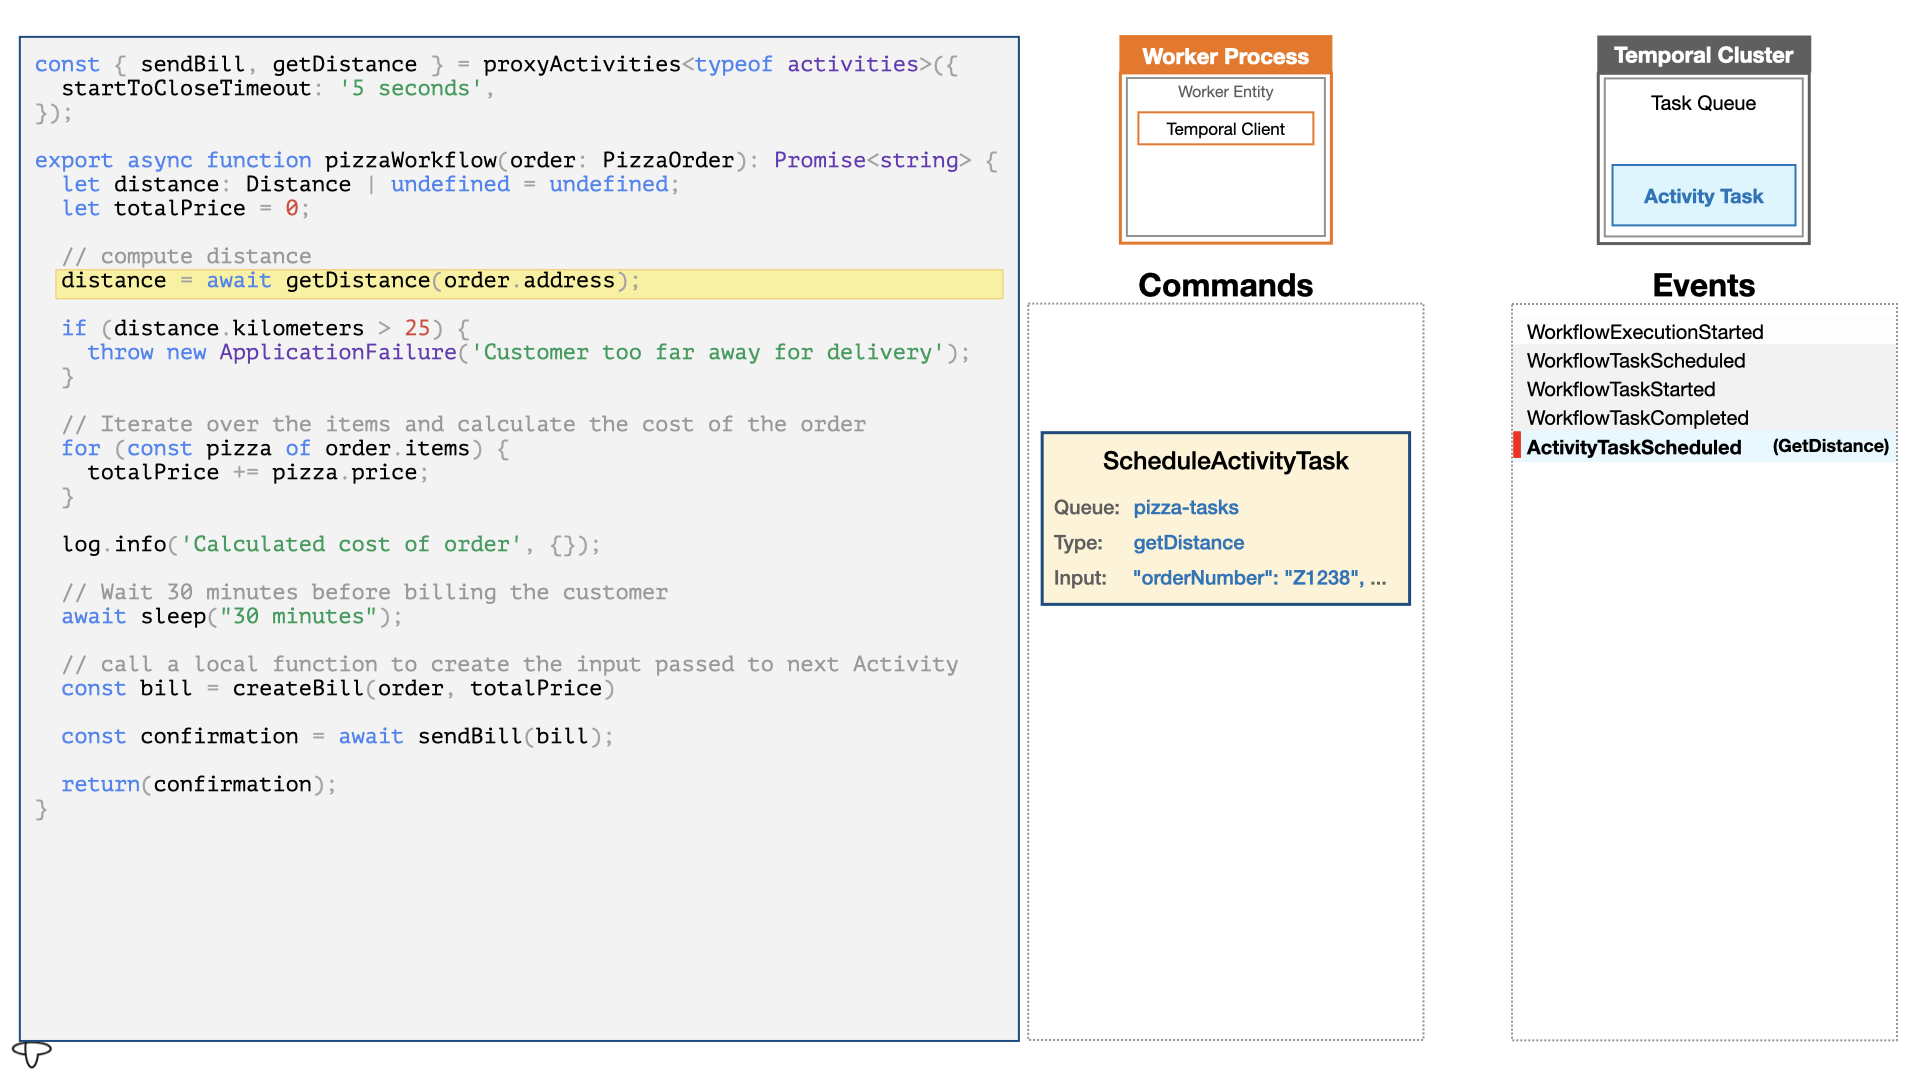 const { sendBill, getDistance } = proxyActivities<typeof activities>({
  startToCloseTimeout: '5 seconds',
});

export async function pizzaWorkflow(order: PizzaOrder): Promise<string> {
  let distance: Distance | undefined = undefined;
  let totalPrice = 0;

  // compute distance
  distance = await getDistance(order.address);

  if (distance.kilometers > 25) {
    throw new ApplicationFailure('Customer too far away for delivery');
  }

  // Iterate over the items and calculate the cost of the order
  for (const pizza of order.items) {
    totalPrice += pizza.price;
  }

  log.info('Calculated cost of order', {});

  // Wait 30 minutes before billing the customer
  await sleep("30 minutes");

  // call a local function to create the input passed to next Activity
  const bill = createBill(order, totalPrice)

  const confirmation = await sendBill(bill);

  return(confirmation);
}
Worker Process
Worker Entity
Temporal Client
Commands
ScheduleActivityTask
Queue: pizza-tasks
Type: getDistance
Input: "orderNumber": "Z1238", ...
Temporal Cluster
Task Queue
Activity Task
Events
WorkflowExecutionStarted
WorkflowTaskScheduled
WorkflowTaskStarted
WorkflowTaskCompleted
ActivityTaskScheduled (GetDistance)